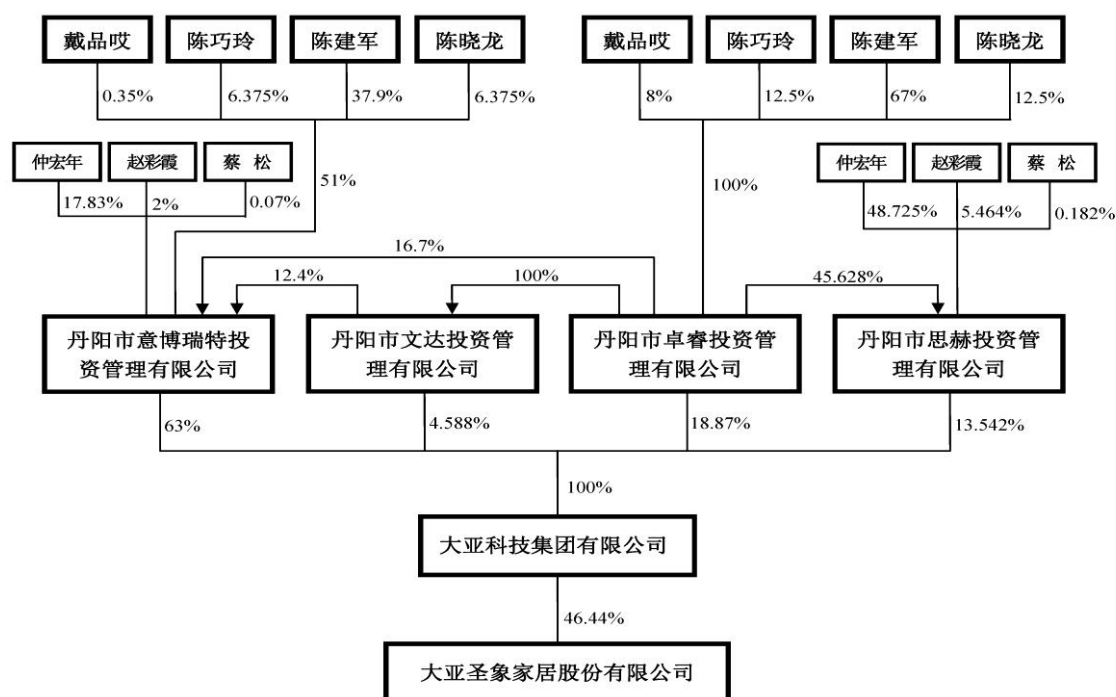 戴品哎 陈巧玲 陈建军 陈晓龙 戴品哎 陈巧玲 陈建军 陈晓龙
0.35% 6.375% 37.9% 6.375% 8% 12.5% 67% 12.5%
仲宏年 赵彩霞 蔡 松 51% 100% 仲宏年 赵彩霞 蔡 松
17.83% 2% 0.07% 48.725% 5.464% 0.182%
16.7%
12.4% 100% 45.628%
丹阳市意博瑞特投 丹阳市文达投资管 丹阳市卓睿投资管 丹阳市思赫投资管
资管理有限公司 理有限公司 理有限公司 理有限公司
63% 4.588% 18.87% 13.542%
100%
大亚科技集团有限公司
46.44%
大亚圣象家居股份有限公司